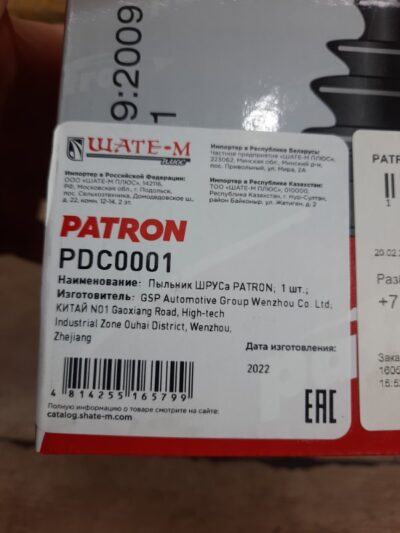 9:2009
1
ШАТЕ-М
ПЛЮС
Импортер в Республике Беларусь:
Частное предприятие «ШАТЕ-М ПЛЮС»,
223062, Минская обл., Минский р-н,
пос. Привольный, ул. Мира, 2А
Импортер в Российской Федерации:
ООО «ШАТЕ-М ПЛЮС», 142116,
РФ, Московская обл., г. Подольск,
пос. Сельхозтехника, Домодедовское ш.,
д. 22, комн. 12-14, 2 эт.
Импортер в Республике Казахстан:
ТОО «ШАТЕ-М ПЛЮС», 010000,
Республика Казахстан, г. Нур-Султан,
район Байконыр, ул. Жетиген, д. 2
PATRON
PDC0001
Наименование: Пыльник ШРУСа PATRON; 1 шт.;
Изготовитель: GSP Automotive Group Wenzhou Co. Ltd,
КИТАЙ NO1 Gaoxiang Road, High-tech
Industrial Zone Ouhai District, Wenzhou,
Zhejiang
Дата изготовления:
2022
4 814255 165799
EAC
Полную информацию о товаре смотрите на сайте:
catalog.shate-m.com
PATR
20.02.
Разі
+7
Зака
1605
15:53